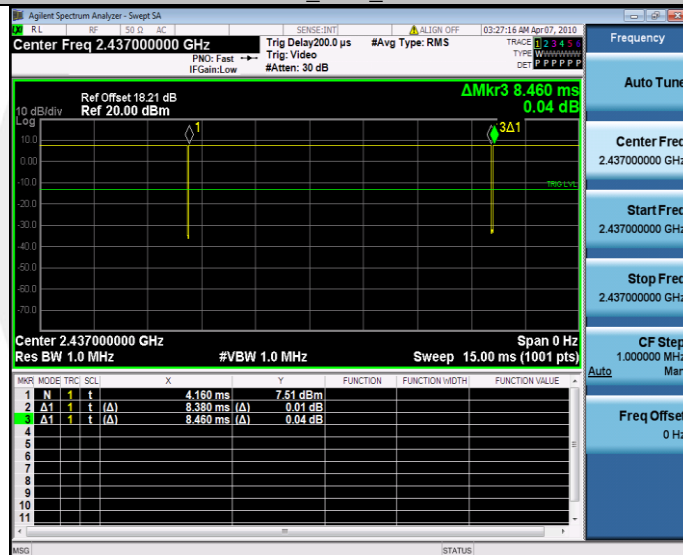 Agilent Spectrum Analyzer - Swept SA
RL RF 50 Ω AC SENSE:INT ALIGN OFF 03:27:16 AM Apr 07, 2010
Center Freq 2.437000000 GHz
PNO: Fast
IFGain:Low
Trig Delay200.0 µs
Trig: Video
#Atten: 30 dB
#Avg Type: RMS
TRACE 1 2 3 4 5 6
TYPE WWWWWW
DET P P P P P P
ΔMkr3 8.460 ms
0.04 dB
Ref Offset 18.21 dB
10 dB/div Ref 20.00 dBm
Log
10.0
0.00
-10.0
-20.0
-30.0
-40.0
-50.0
-60.0
-70.0
1
3Δ1
TRIG LVL
Center 2.437000000 GHz Span 0 Hz
Res BW 1.0 MHz #VBW 1.0 MHz Sweep 15.00 ms (1001 pts)
MKR MODE TRC SCL X Y FUNCTION FUNCTION WIDTH FUNCTION VALUE
1 N 1 t 4.160 ms 7.51 dBm
2 Δ1 1 t (Δ) 8.380 ms (Δ) 0.01 dB
3 Δ1 1 t (Δ) 8.460 ms (Δ) 0.04 dB
4
5
6
7
8
9
10
11
MSG STATUS
Frequency
Auto Tune
Center Freq
2.437000000 GHz
Start Freq
2.437000000 GHz
Stop Freq
2.437000000 GHz
CF Step
1.000000 MHz
Auto Man
Freq Offset
0 Hz